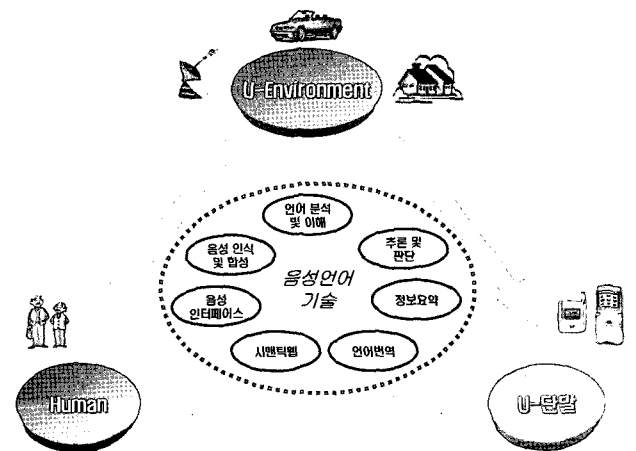 U-Environment
언어 분석
및 이해
음성 인식
및 합성
추론 및
판단
음성언어
기술
음성
인터페이스
정보요약
시맨틱웹
언어번역
Human
U-단말